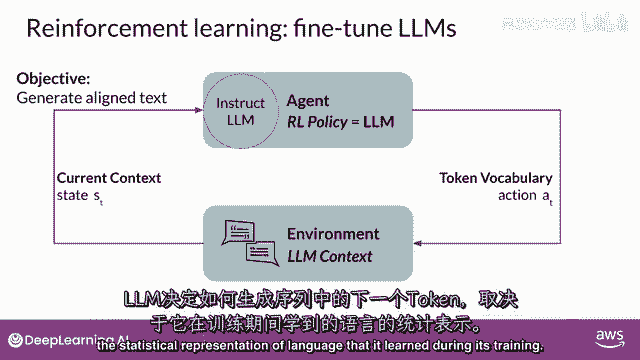 Reinforcement learning: fine-tune LLMs
Objective:
Generate aligned text
Instruct
LLM
Agent
RL Policy = LLM
Current Context
state st
Token Vocabulary
action at
Environment
LLM Context
LLM决定如何生成序列中的下一个Token，取决
于它在训练期间学到的语言的统计表示。
the statistical representation of language that it learned during its training.
DeepLearning.AI
aws